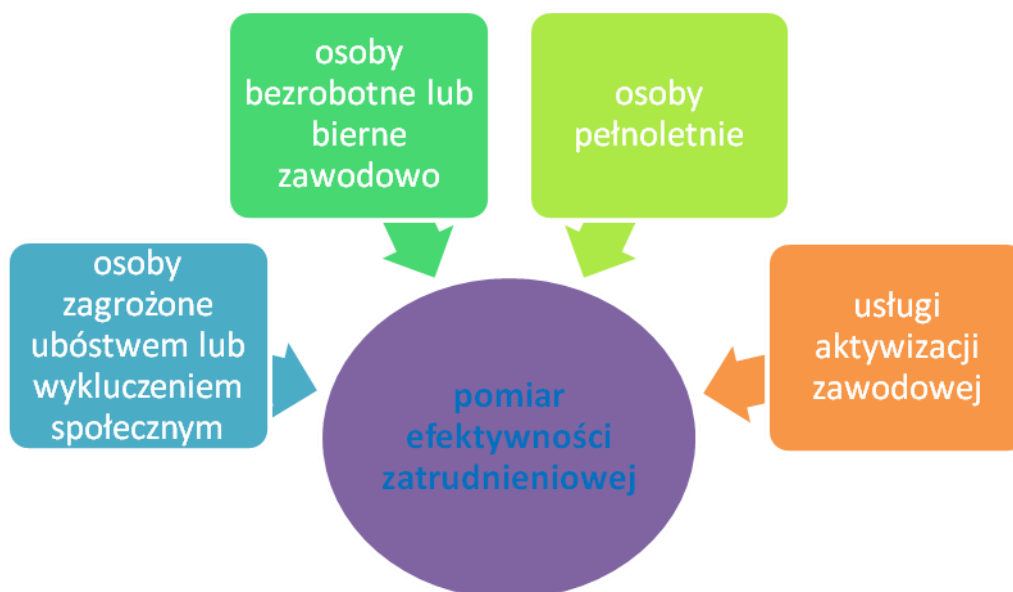 osoby
zagrożone
ubóstwem lub
wykluczeniem
społecznym
osoby
bezrobotne lub
bierne
zawodowo
osoby
pełnoletnie
usługi
aktywizacji
zawodowej
pomiar
efektywności
zatrudnieniowej